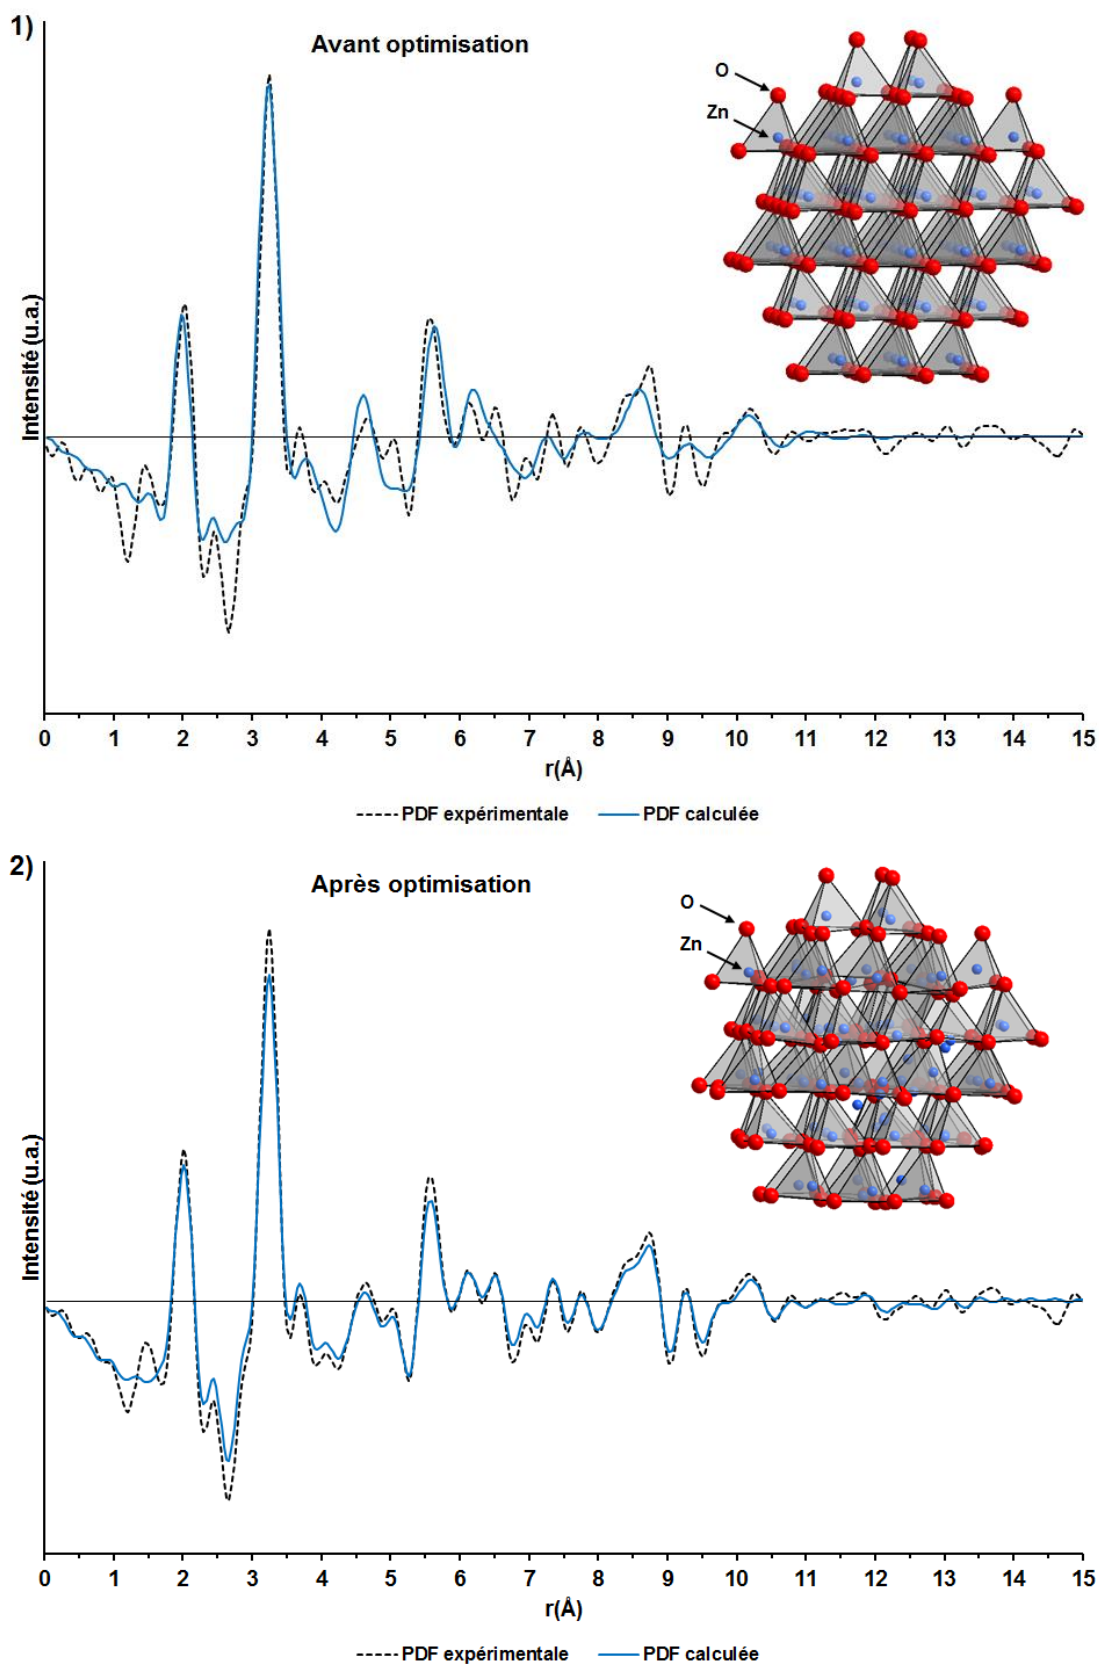 1)
Avant optimisation
O
Zn
Intensité (u.a.)
0 1 2 3 4 5 6 7 8 9 10 11 12 13 14 15
r(Å)
PDF expérimentale PDF calculée
2)
Après optimisation
O
Zn
Intensité (u.a.)
0 1 2 3 4 5 6 7 8 9 10 11 12 13 14 15
r(Å)
PDF expérimentale PDF calculée